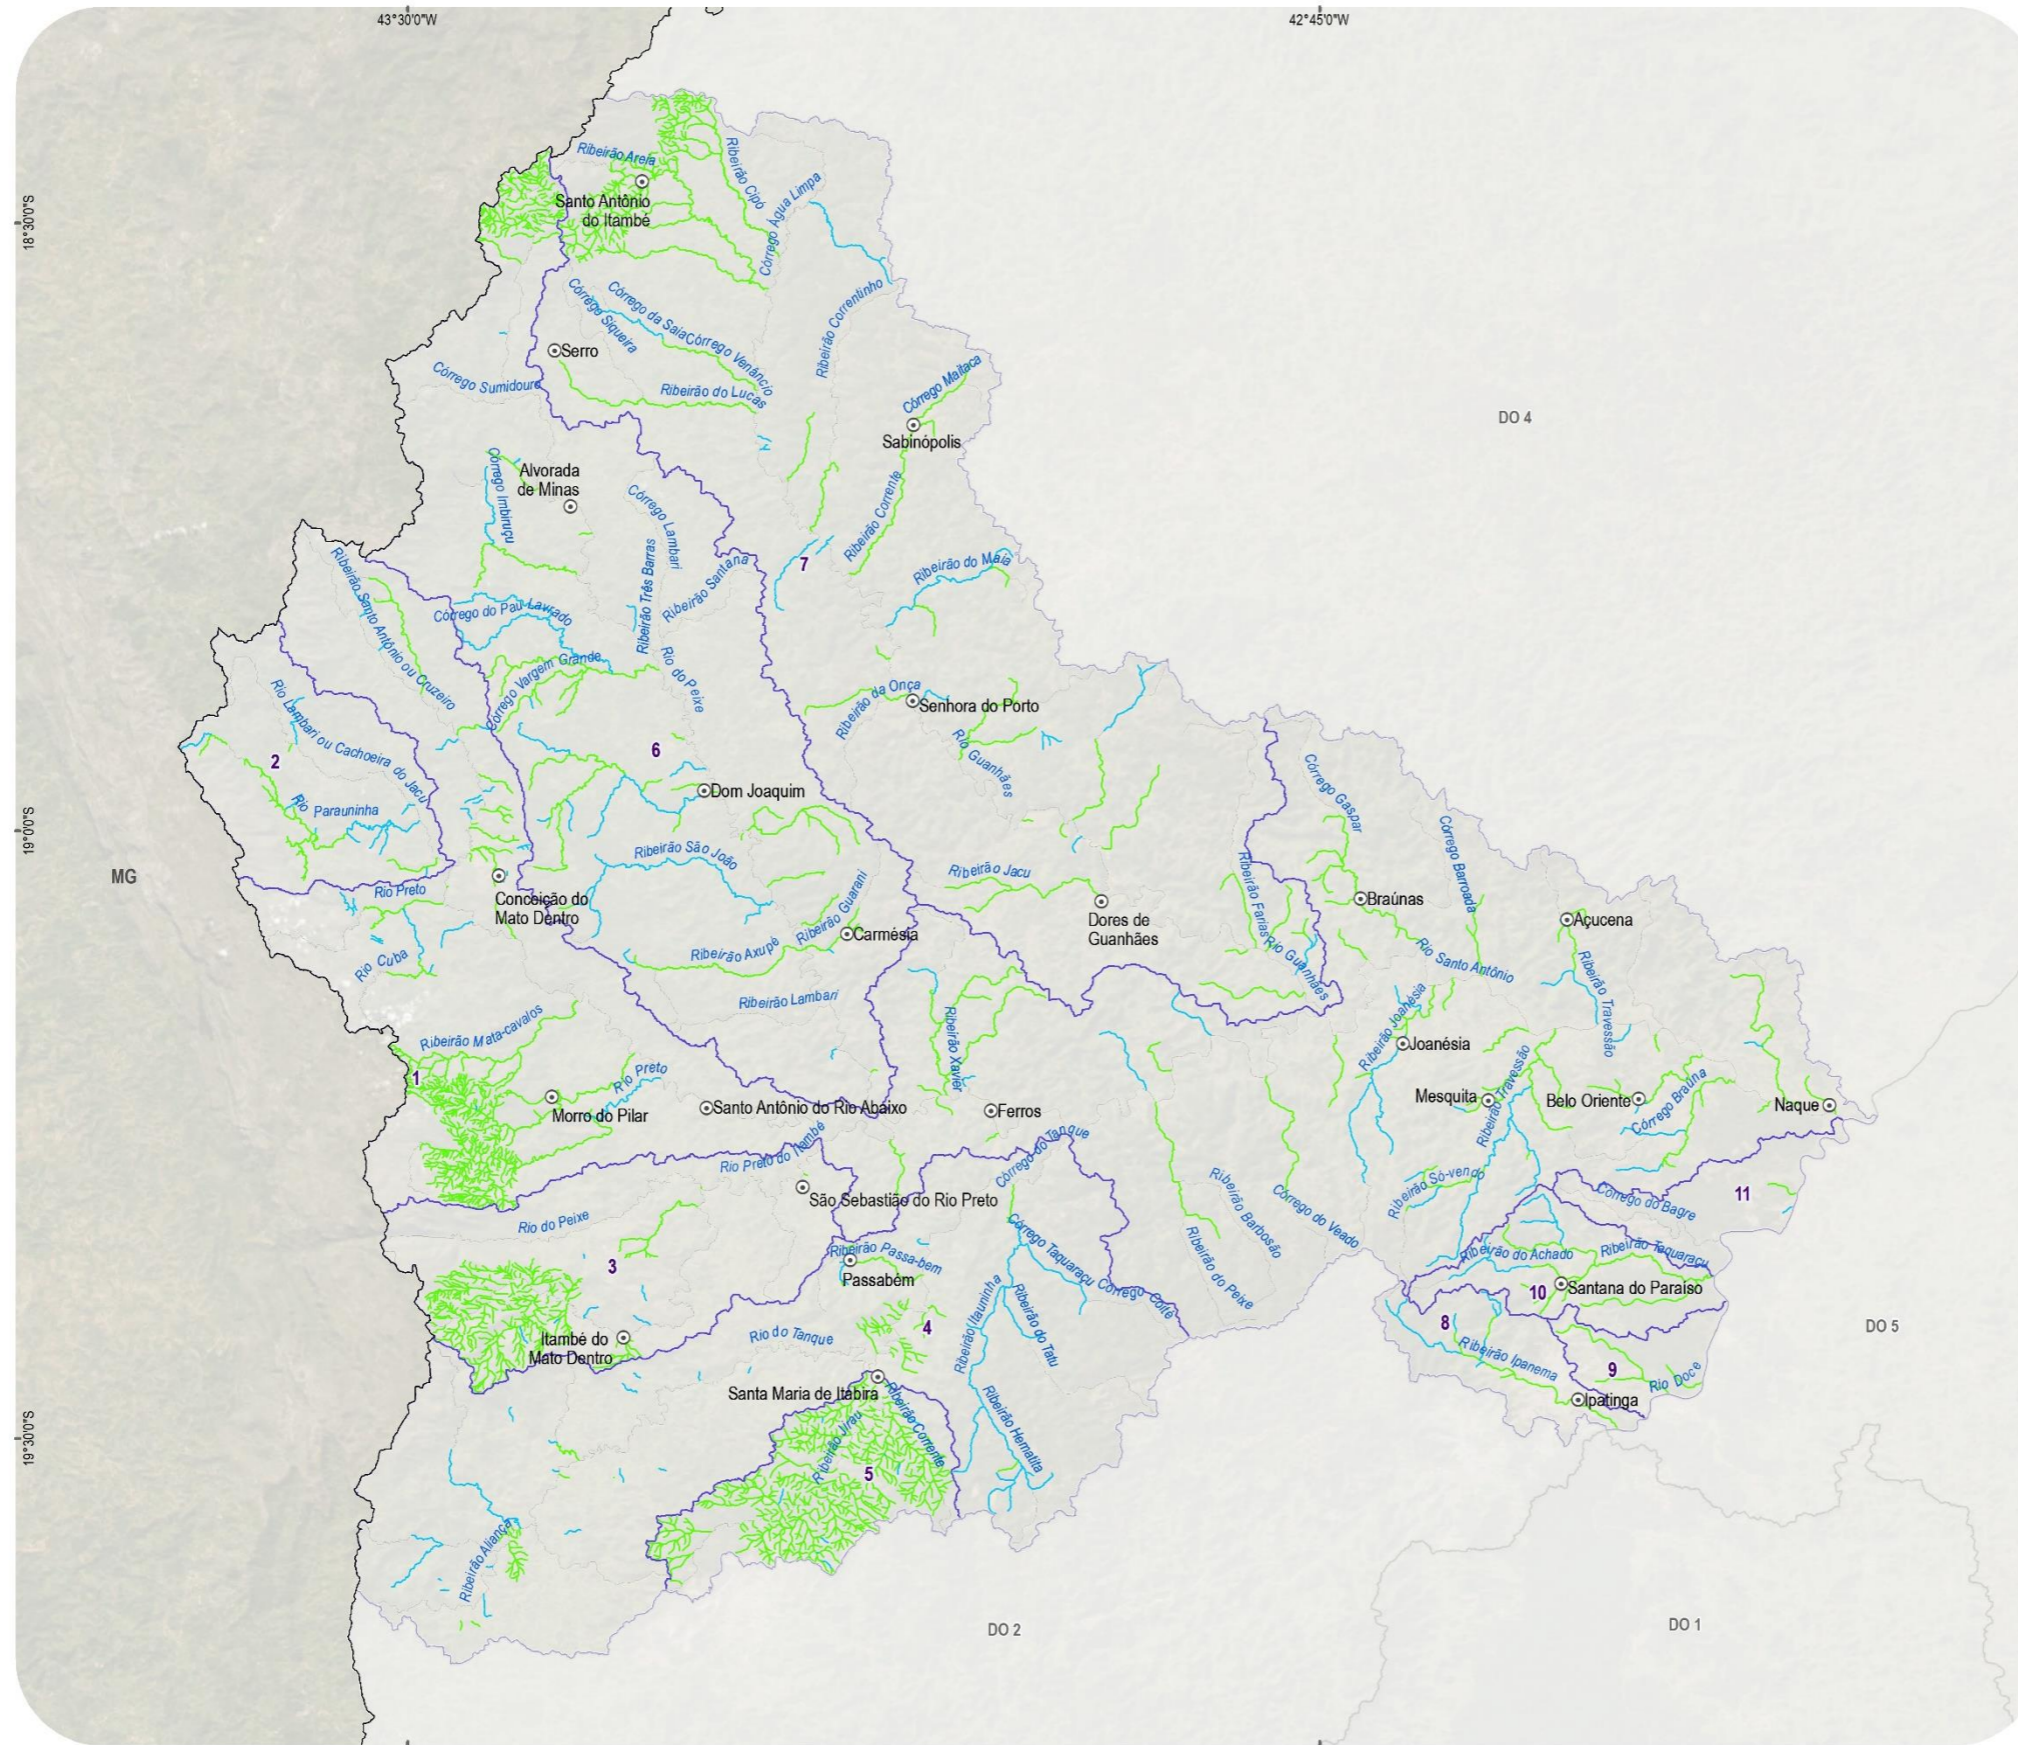 43°30'0"W
42°45'0"W
Ribeirão Areia
Ribeirão Cipó
18°30'0"S
Santo Antônio
do Itambé
Córrego Água Limpa
Córrego da Saia
Córrego Siqueira
Córrego Venâncio
Ribeirão Correntinho
Serro
Córrego Sumidouro
Ribeirão do Lucas
Córrego Maitaca
DO 4
Sabinópolis
Córrego Imbiruçu
Alvorada
de Minas
Córrego Lambari
Ribeirão Corrente
Ribeirão Três Barras
Ribeirão Santana
7
Ribeirão do Maia
Ribeirão Santo Antônio ou Cruzeiro
Córrego do Pau Lavrado
Córrego Vargem Grande
Rio do Peixe
Ribeirão da Onça
Senhora do Porto
Rio Lambari ou Cachoeira do Jacu
2
6
Rio Guanhães
Córrego Gaspar
Dom Joaquim
Rio Parauninha
19°0'0"S
Córrego Barroada
MG
Rio Preto
Ribeirão São João
Ribeirão Jacu
Ribeirão Farias
Conceição do
Mato Dentro
Ribeirão Guarani
Carmésia
Dores de
Guanhães
Braúnas
Açucena
Rio Cuba
Ribeirão Axupé
Rio Guanhães
Rio Santo Antônio
Ribeirão Travessão
Ribeirão Lambari
Ribeirão Mata-cavalos
Ribeirão Xavier
Ribeirão Joanésia
Joanésia
1
Rio Preto
Morro do Pilar
Santo Antônio do Rio Abaixo
Ferros
Mesquita
Ribeirão Travessão
Belo Oriente
Córrego Braúna
Naque
Rio Preto do Itambé
Córrego do Tanque
São Sebastião do Rio Preto
Ribeirão Só-vendo
Córrego do Bagre
11
Rio do Peixe
3
Ribeirão Passa-bem
Passabém
Córrego Taquaraçu
Córrego Coité
Ribeirão do Peixe
Ribeirão Barbosão
Córrego do Veado
Ribeirão do Achado
Ribeirão Taquaraçu
10
Santana do Paraíso
Itambé do
Mato Dentro
Rio do Tanque
4
Ribeirão Itauninha
Ribeirão do Tatu
8
Ribeirão Ipanema
9
Rio Doce
DO 5
Ipatinga
Santa Maria de Itabira
Ribeirão Jirau
Ribeirão Corrente
Ribeirão Hematita
19°30'0"S
5
Ribeirão Aliança
DO 2
DO 1